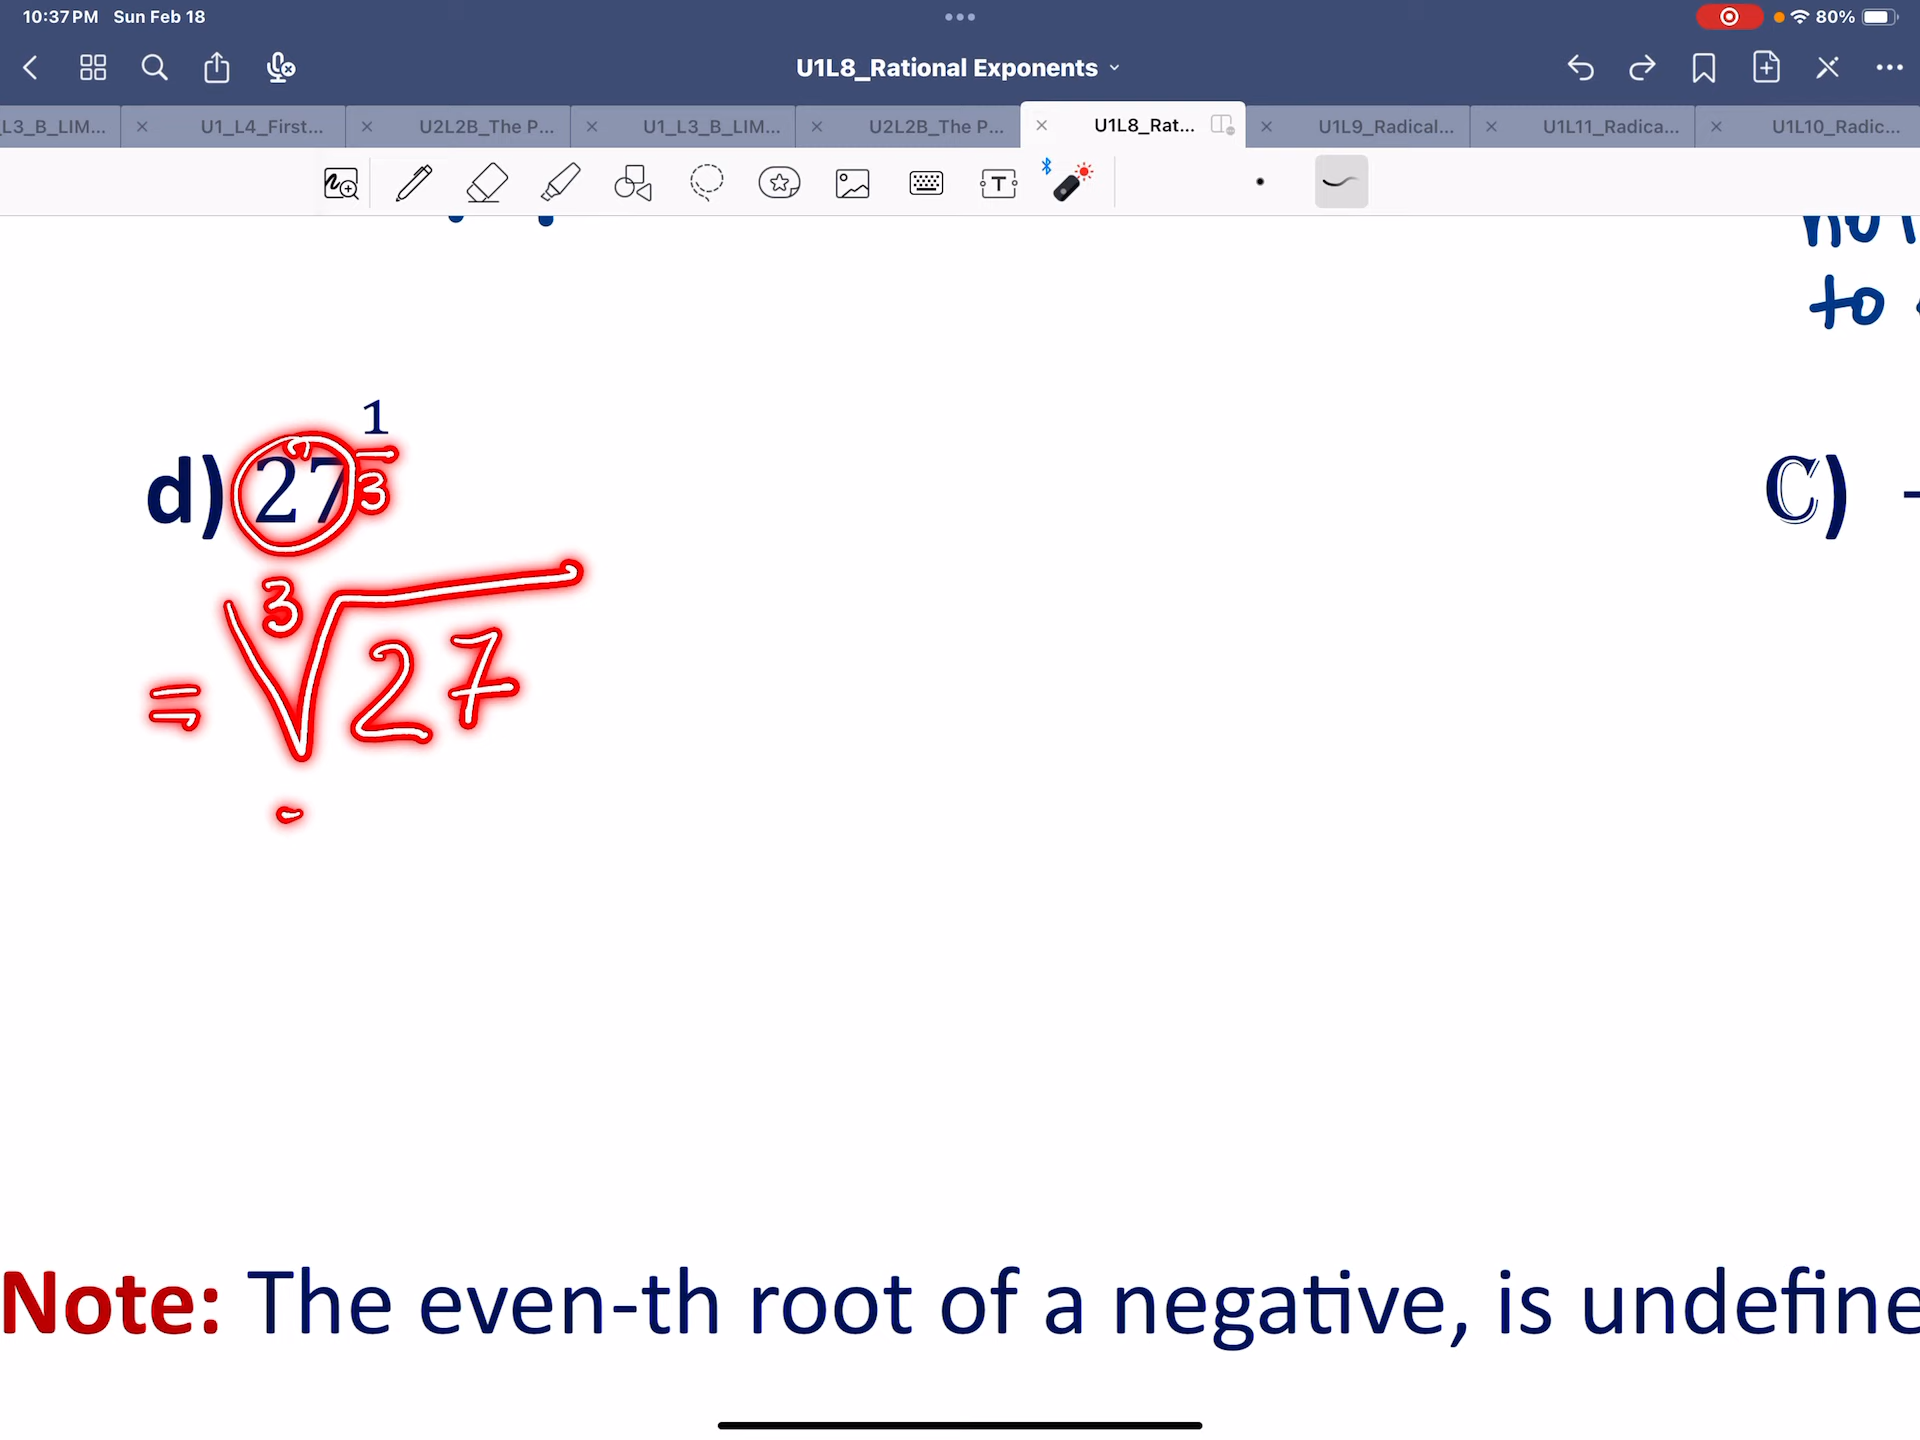 10:37 PM Sun Feb 18
80%
U1L8_Rational Exponents
L3_B_LIM... U1_L4_First... U2L2B_The P... U1_L3_B_LIM... U2L2B_The P... U1L8_Rat... U1L9_Radical... U1L11_Radica... U1L10_Radic...
to
d) 27^(1/3)
C) -
= ∛27
Note: The even-th root of a negative, is undefine